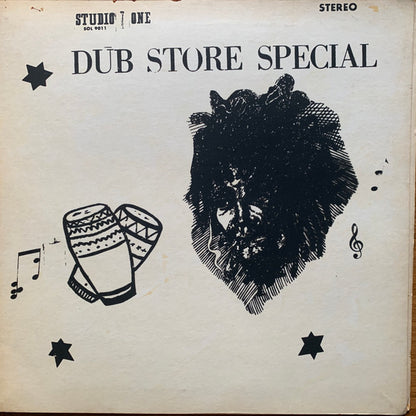 STUDIO ONE
SOL 9011
STEREO
DUB STORE SPECIAL